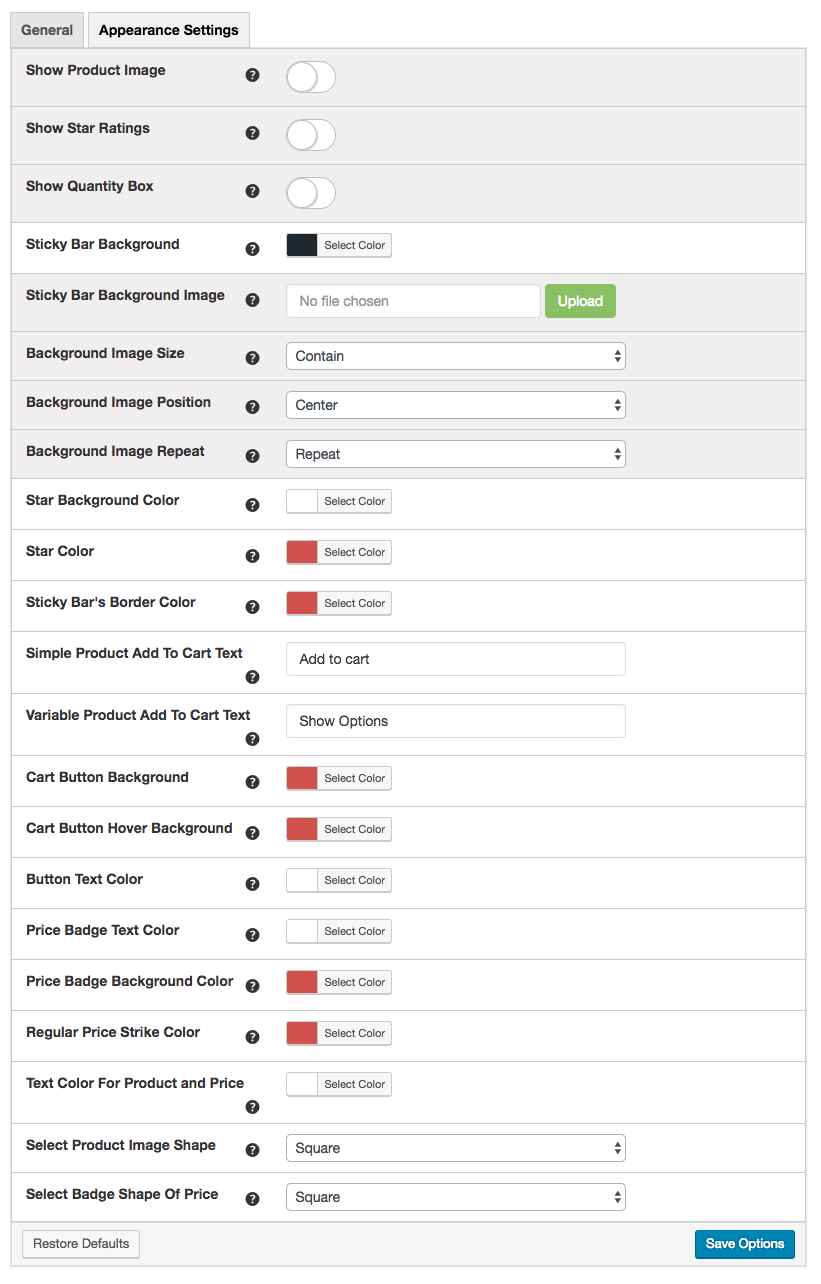 General
Appearance Settings
Show Product Image ?
Show Star Ratings ?
Show Quantity Box ?
Sticky Bar Background ? Select Color
Sticky Bar Background Image ? No file chosen Upload
Background Image Size ? Contain
Background Image Position ? Center
Background Image Repeat ? Repeat
Star Background Color ? Select Color
Star Color ? Select Color
Sticky Bar's Border Color ? Select Color
Simple Product Add To Cart Text ? Add to cart
Variable Product Add To Cart Text ? Show Options
Cart Button Background ? Select Color
Cart Button Hover Background ? Select Color
Button Text Color ? Select Color
Price Badge Text Color ? Select Color
Price Badge Background Color ? Select Color
Regular Price Strike Color ? Select Color
Text Color For Product and Price ? Select Color
Select Product Image Shape ? Square
Select Badge Shape Of Price ? Square
Restore Defaults
Save Options